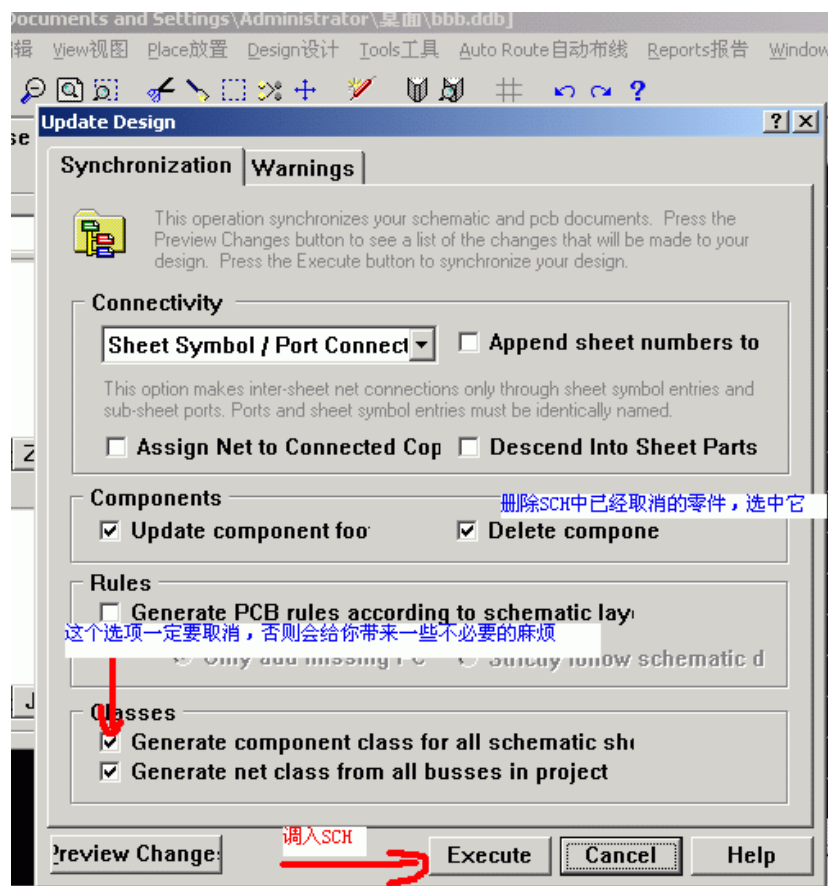 Documents and Settings\Administrator\桌面\bbb.ddb]
编辑 View视图 Place放置 Design设计 Tools工具 Auto Route自动布线 Reports报告 Window
Update Design
se
Synchronization Warnings
This operation synchronizes your schematic and pcb documents. Press the
Preview Changes button to see a list of the changes that will be made to your
design. Press the Execute button to synchronize your design.
Connectivity
Sheet Symbol / Port Connect
Append sheet numbers to
This option makes inter-sheet net connections only through sheet symbol entries and
sub-sheet ports. Ports and sheet symbol entries must be identically named.
Z
Assign Net to Connected Cop
Descend Into Sheet Parts
Components
删除SCH中已经取消的零件，选中它
Update component foo
Delete compone
Rules
Generate PCB rules according to schematic lay
这个选项一定要取消，否则会给你带来一些不必要的麻烦
Only add missing PC
Strictly follow schematic d
J
Classes
Generate component class for all schematic she
Generate net class from all busses in project
调入SCH
Preview Change
Execute
Cancel
Help